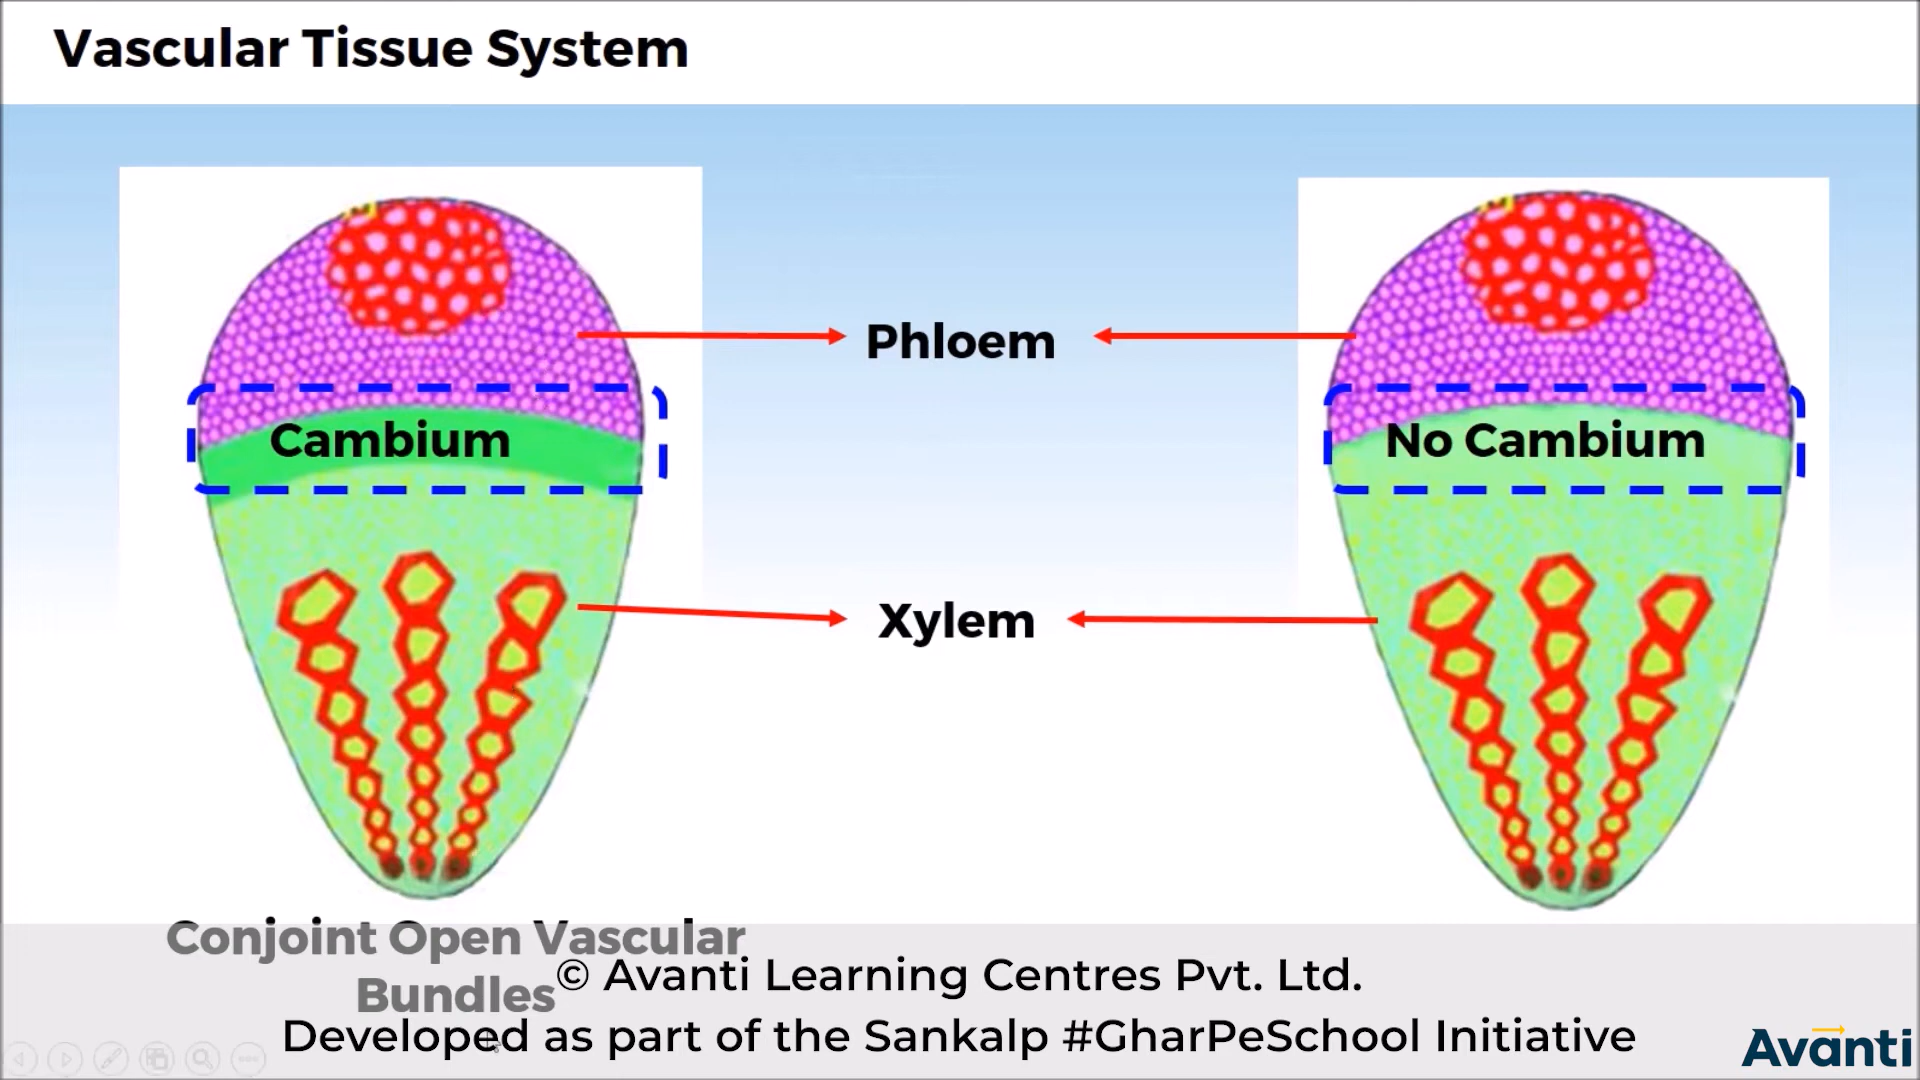 Vascular Tissue System
Phloem
Cambium
No Cambium
Xylem
Conjoint Open Vascular
Bundles
© Avanti Learning Centres Pvt. Ltd.
Developed as part of the Sankalp #GharPeSchool Initiative
Avanti